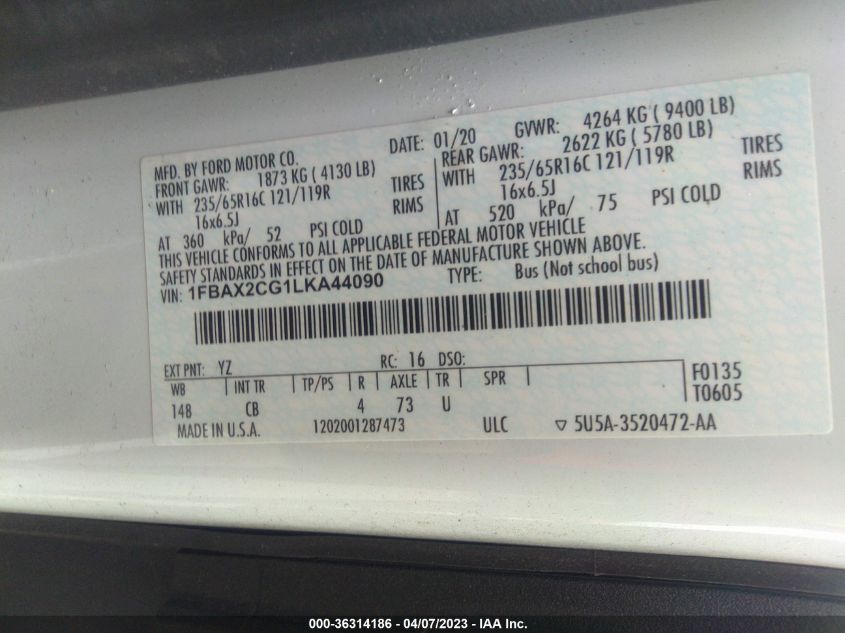 MFD. BY FORD MOTOR CO. DATE: 01/20 GVWR: 4264 KG ( 9400 LB)
FRONT GAWR: 1873 KG ( 4130 LB) REAR GAWR: 2622 KG ( 5780 LB)
WITH 235/65R16C 121/119R TIRES WITH 235/65R16C 121/119R TIRES
16x6.5J RIMS 16x6.5J RIMS
AT 360 kPa/ 52 PSI COLD AT 520 kPa/ 75 PSI COLD
THIS VEHICLE CONFORMS TO ALL APPLICABLE FEDERAL MOTOR VEHICLE
SAFETY STANDARDS IN EFFECT ON THE DATE OF MANUFACTURE SHOWN ABOVE.
VIN: 1FBAX2CG1LKA44090 TYPE: Bus (Not school bus)
EXT PNT: YZ RC: 16 DSO:
WB INT TR TP/PS R AXLE TR SPR F0135
148 CB 4 73 U T0605
MADE IN U.S.A. 1202001287473 ULC ▽ 5U5A-3520472-AA
000-36314186 - 04/07/2023 - IAA Inc.